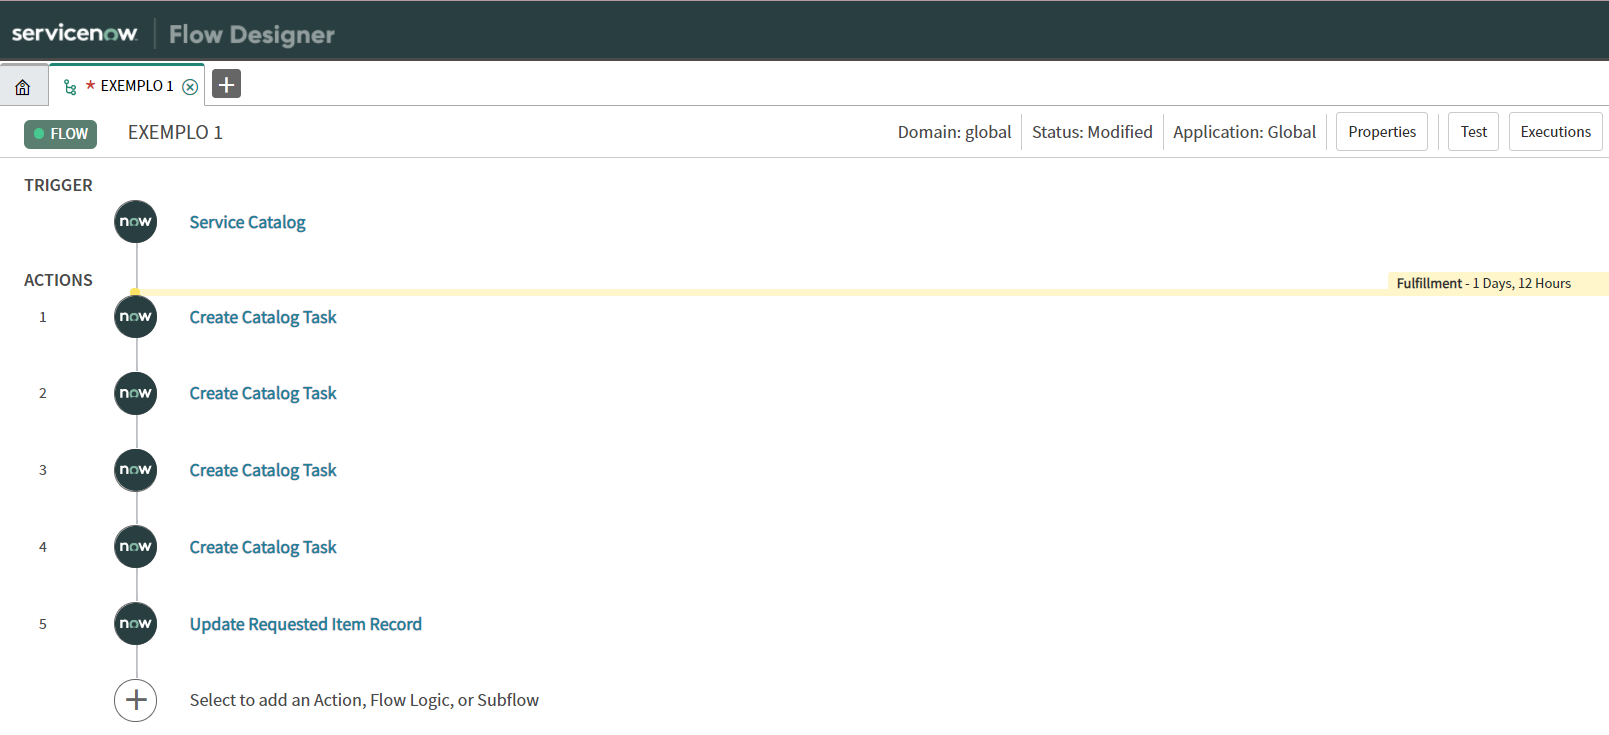 servicenow Flow Designer
* EXEMPLO 1
FLOW EXEMPLO 1 Domain: global Status: Modified Application: Global Properties Test Executions
TRIGGER
now Service Catalog
ACTIONS
Fulfillment - 1 Days, 12 Hours
1 now Create Catalog Task
2 now Create Catalog Task
3 now Create Catalog Task
4 now Create Catalog Task
5 now Update Requested Item Record
Select to add an Action, Flow Logic, or Subflow